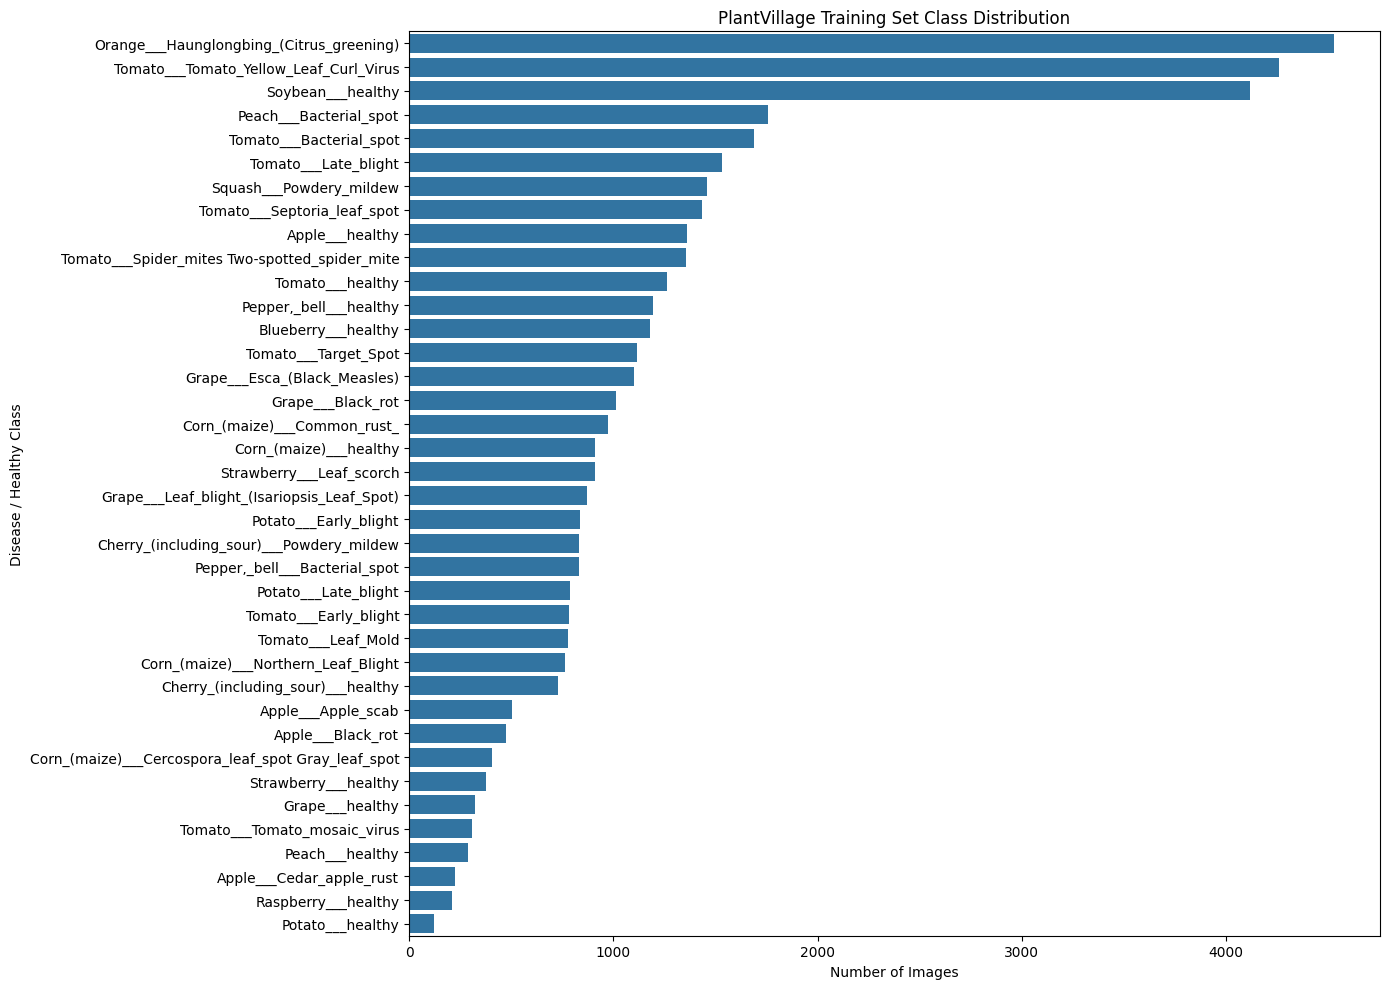 PlantVillage Training Set Class Distribution
Disease / Healthy Class
Orange___Haunglongbing_(Citrus_greening)
Tomato___Tomato_Yellow_Leaf_Curl_Virus
Soybean___healthy
Peach___Bacterial_spot
Tomato___Bacterial_spot
Tomato___Late_blight
Squash___Powdery_mildew
Tomato___Septoria_leaf_spot
Apple___healthy
Tomato___Spider_mites Two-spotted_spider_mite
Tomato___healthy
Pepper,_bell___healthy
Blueberry___healthy
Tomato___Target_Spot
Grape___Esca_(Black_Measles)
Grape___Black_rot
Corn_(maize)___Common_rust_
Corn_(maize)___healthy
Strawberry___Leaf_scorch
Grape___Leaf_blight_(Isariopsis_Leaf_Spot)
Potato___Early_blight
Cherry_(including_sour)___Powdery_mildew
Pepper,_bell___Bacterial_spot
Potato___Late_blight
Tomato___Early_blight
Tomato___Leaf_Mold
Corn_(maize)___Northern_Leaf_Blight
Cherry_(including_sour)___healthy
Apple___Apple_scab
Apple___Black_rot
Corn_(maize)___Cercospora_leaf_spot Gray_leaf_spot
Strawberry___healthy
Grape___healthy
Tomato___Tomato_mosaic_virus
Peach___healthy
Apple___Cedar_apple_rust
Raspberry___healthy
Potato___healthy
0 1000 2000 3000 4000
Number of Images